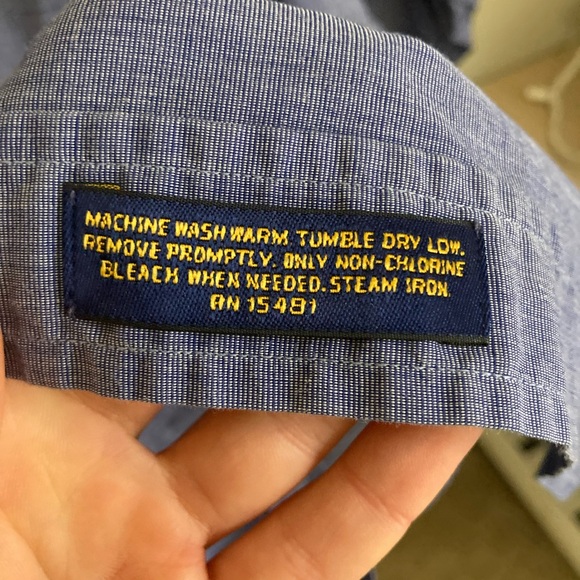 MACHINE WASH WARM. TUMBLE DRY LOW.
REMOVE PROMPTLY. ONLY NON-CHLORINE
BLEACH WHEN NEEDED. STEAM IRON.
RN 15481